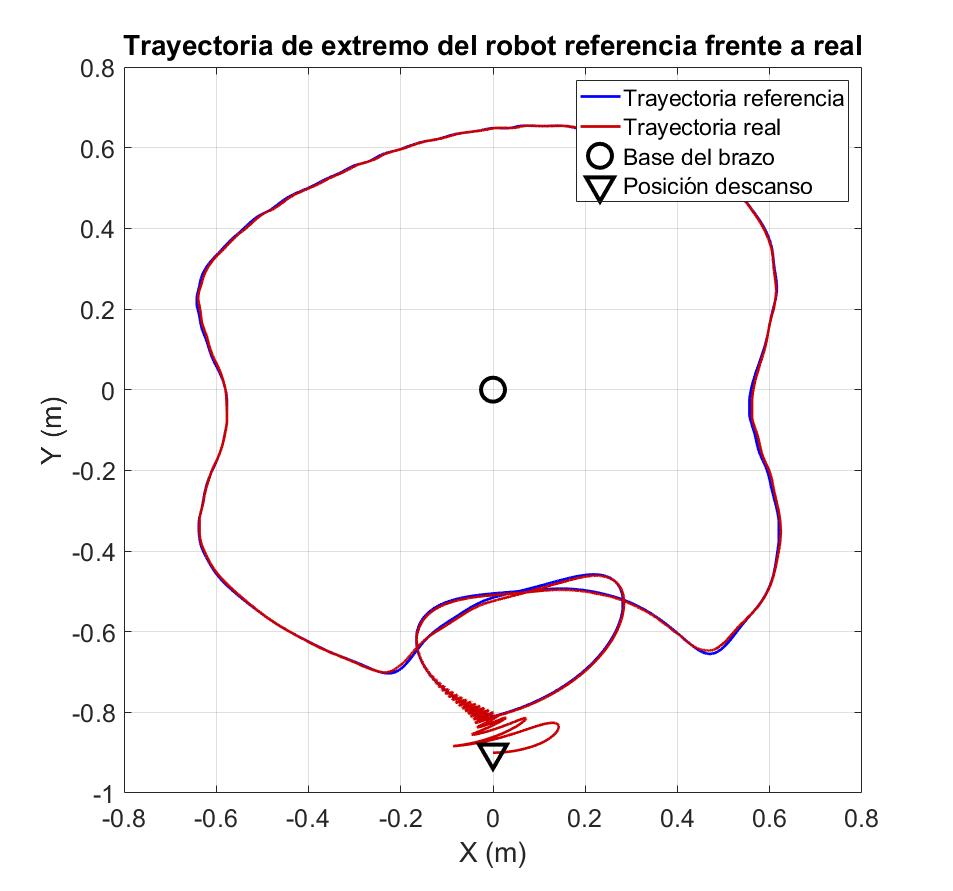 Trayectoria de extremo del robot referencia frente a real
Trayectoria referencia
Trayectoria real
Base del brazo
Posición descanso
0.8
0.6
0.4
0.2
0
-0.2
-0.4
-0.6
-0.8
-1
Y (m)
-0.8 -0.6 -0.4 -0.2 0 0.2 0.4 0.6 0.8
X (m)